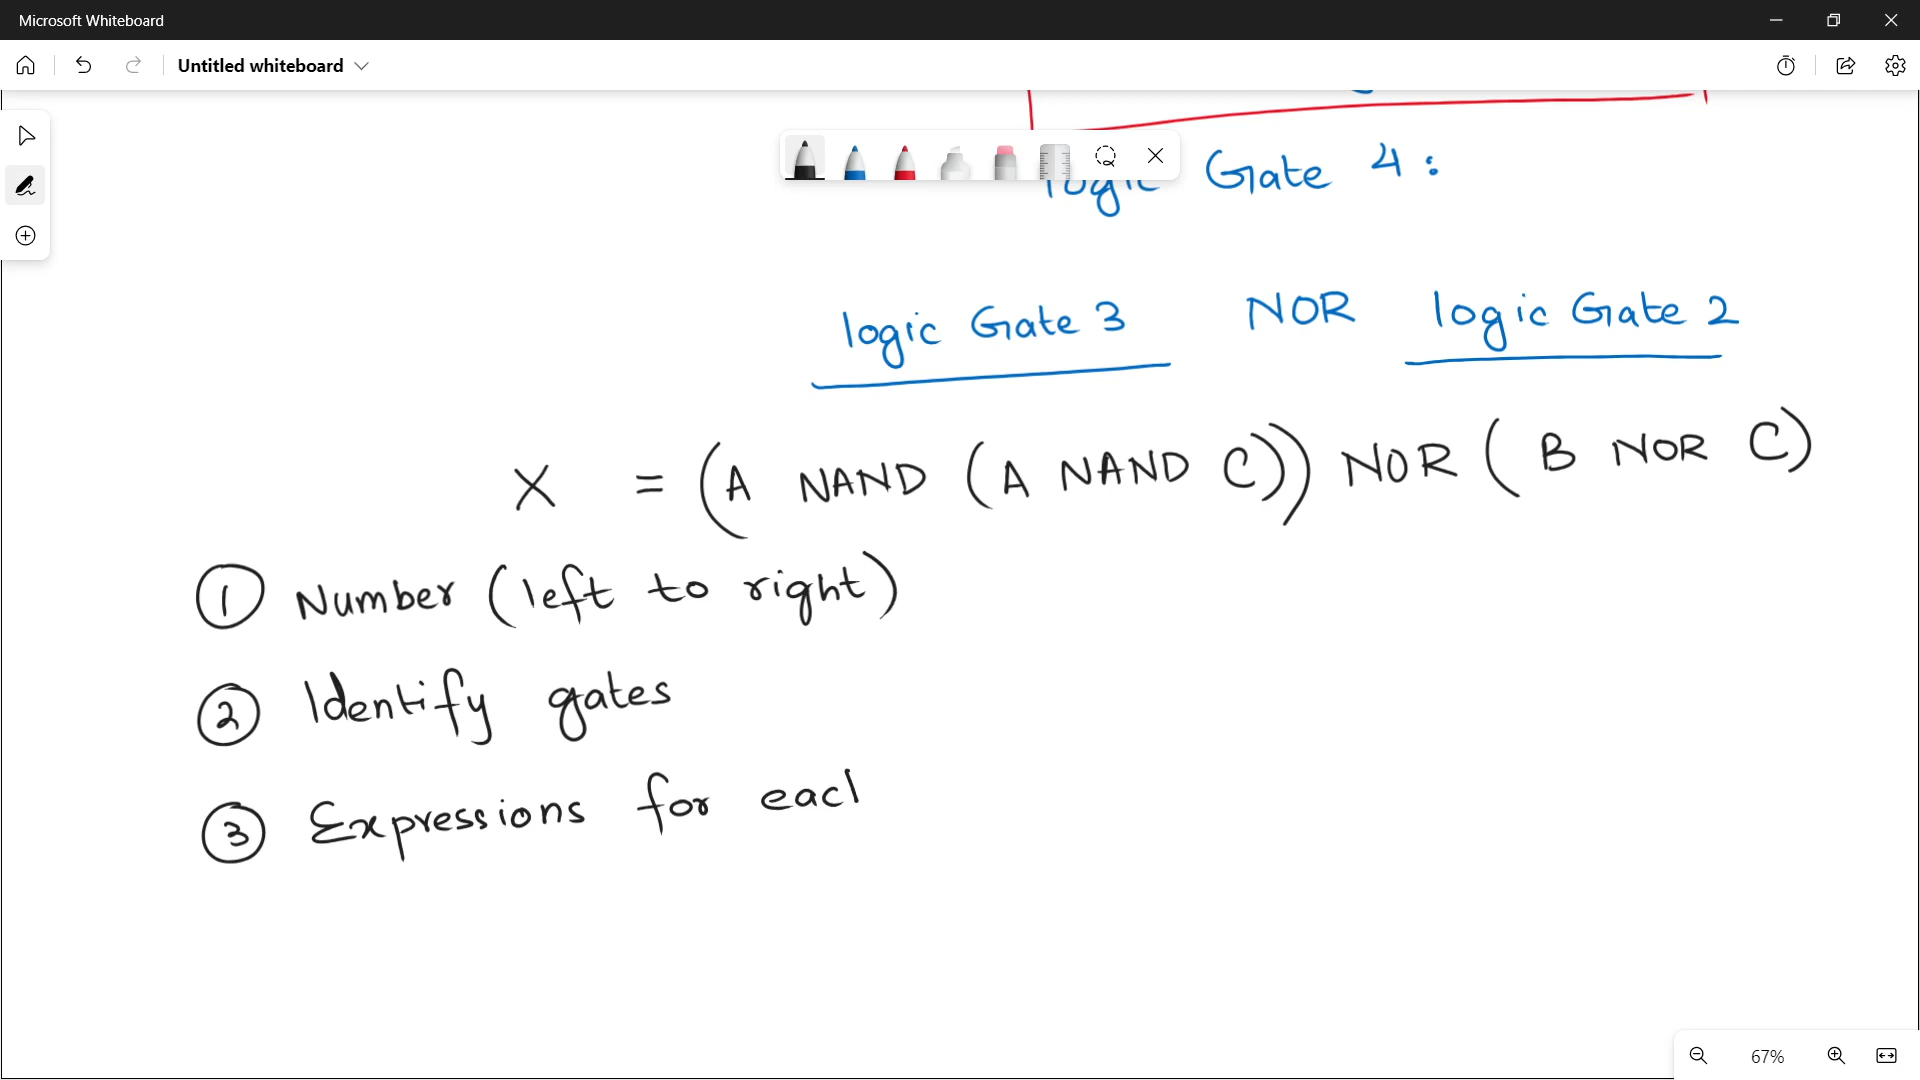 Microsoft Whiteboard
Untitled whiteboard
logic Gate 4 :
logic Gate 3 NOR logic Gate 2
X = (A NAND (A NAND C)) NOR ( B NOR C)
① Number (left to right)
② Identify gates
③ Expressions for eacl
67%